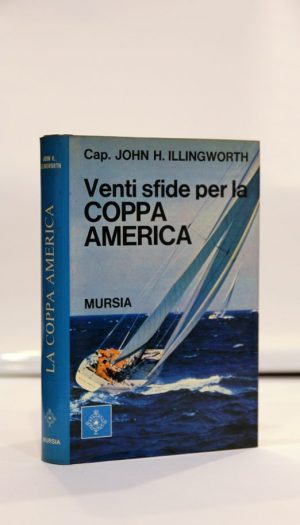 Cap. JOHN H. ILLINGWORTH
Venti sfide per la
COPPA
AMERICA
MURSIA
JOHN H.
ILLINGWORTH
LA COPPA AMERICA
MURSIA